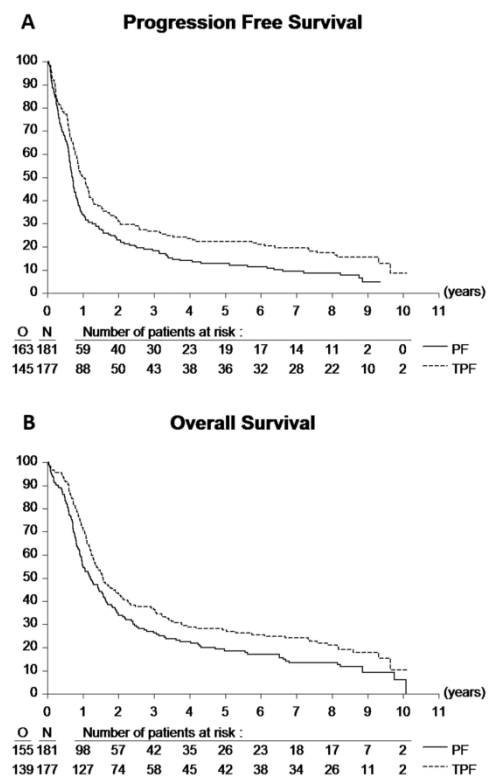 A Progression Free Survival
100
90
80
70
60
50
40
30
20
10
0
0 1 2 3 4 5 6 7 8 9 10 11
(years)
O N Number of patients at risk :
163 181 59 40 30 23 19 17 14 11 2 0 PF
145 177 88 50 43 38 36 32 28 22 10 2 TPF
B Overall Survival
100
90
80
70
60
50
40
30
20
10
0
0 1 2 3 4 5 6 7 8 9 10 11
(years)
O N Number of patients at risk :
155 181 98 57 42 35 26 23 18 17 7 2 PF
139 177 127 74 58 45 42 38 34 26 11 2 TPF